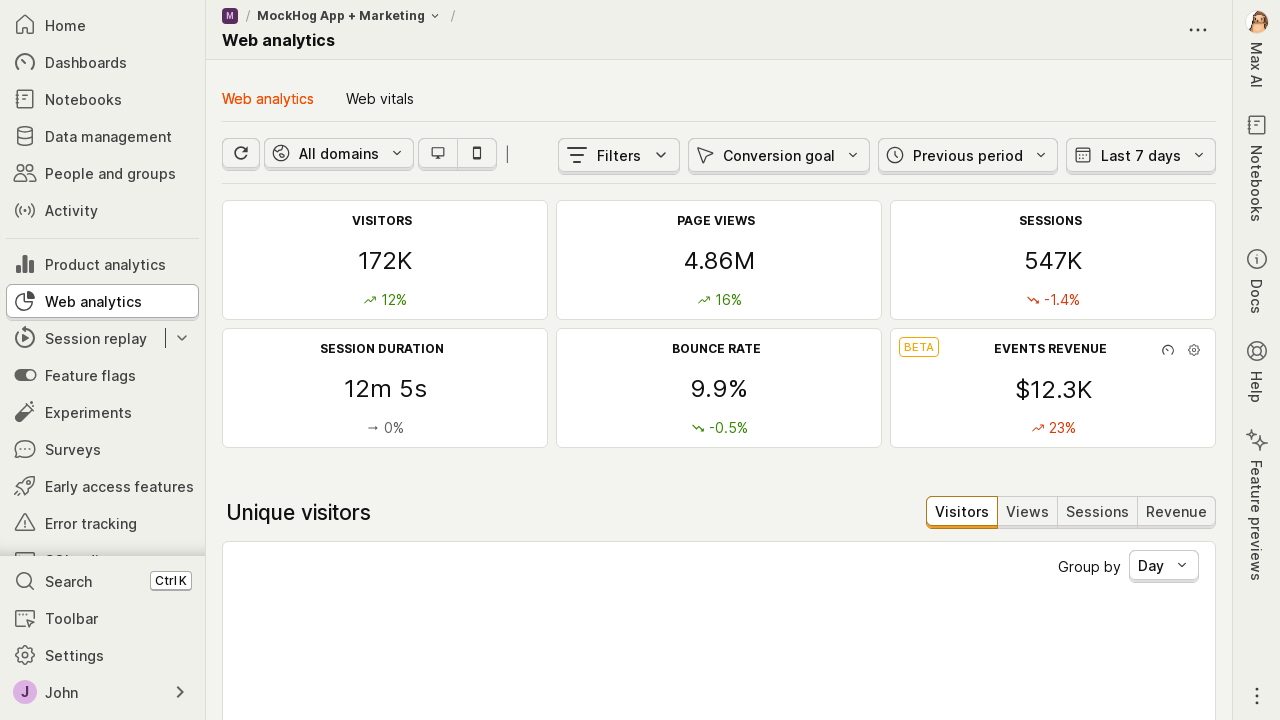 Home
Dashboards
Notebooks
Data management
People and groups
Activity
Product analytics
Web analytics
Session replay
Feature flags
Experiments
Surveys
Early access features
Error tracking
Search
Ctrl K
Toolbar
Settings
J John
M / MockHog App + Marketing /
Web analytics
Web analytics Web vitals
All domains
Filters
Conversion goal
Previous period
Last 7 days
VISITORS
172K
12%
PAGE VIEWS
4.86M
16%
SESSIONS
547K
-1.4%
SESSION DURATION
12m 5s
0%
BOUNCE RATE
9.9%
-0.5%
BETA
EVENTS REVENUE
$12.3K
23%
Unique visitors
Visitors Views Sessions Revenue
Group by Day
Max AI
Notebooks
Docs
Help
Feature previews